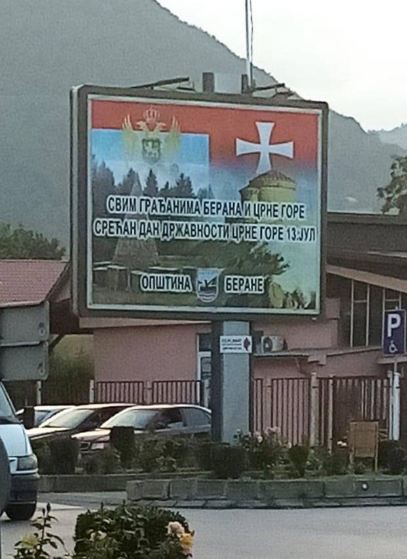 СВИМ ГРАЂАНИМА БЕРАНА И ЦРНЕ ГОРЕ
СРЕЋАН ДАН ДРЖАВНОСТИ ЦРНЕ ГОРЕ 13.ЈУЛ
ОПШТИНА БЕРАНЕ
P